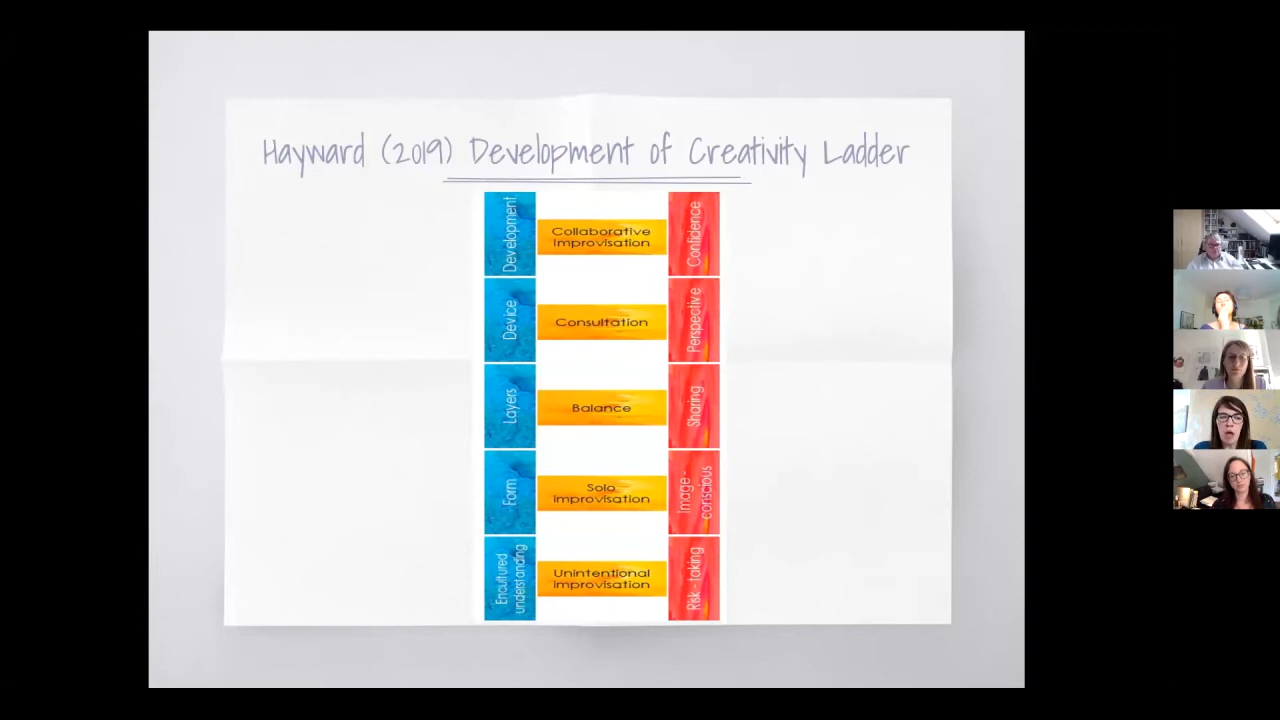 Hayward (2019) Development of Creativity Ladder
Development
Collaborative
improvisation
Confidence
Device
Consultation
Perspective
Layers
Balance
Sharing
Form
Solo
improvisation
Image-
conscious
Encultured
understanding
Unintentional
improvisation
Risk - taking